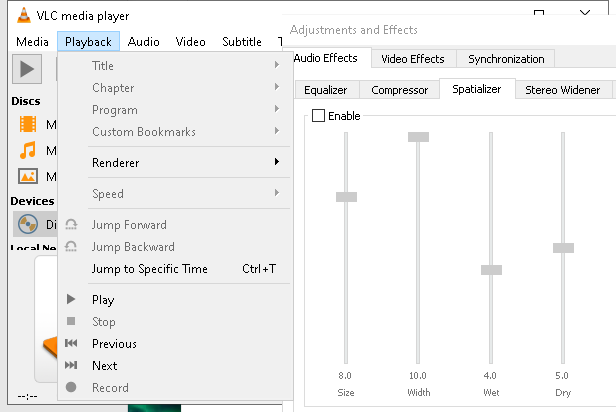 VLC media player
Media Playback Audio Video Subtitle T
Title
Chapter
Program
Custom Bookmarks
Renderer
Speed
Jump Forward
Jump Backward
Jump to Specific Time Ctrl+T
Play
Stop
Previous
Next
Record
Discs
M
M
M
Devices
Di
Local Ne
--:--
Adjustments and Effects
Audio Effects Video Effects Synchronization
Equalizer Compressor Spatializer Stereo Widener
Enable
8.0 10.0 4.0 5.0
Size Width Wet Dry